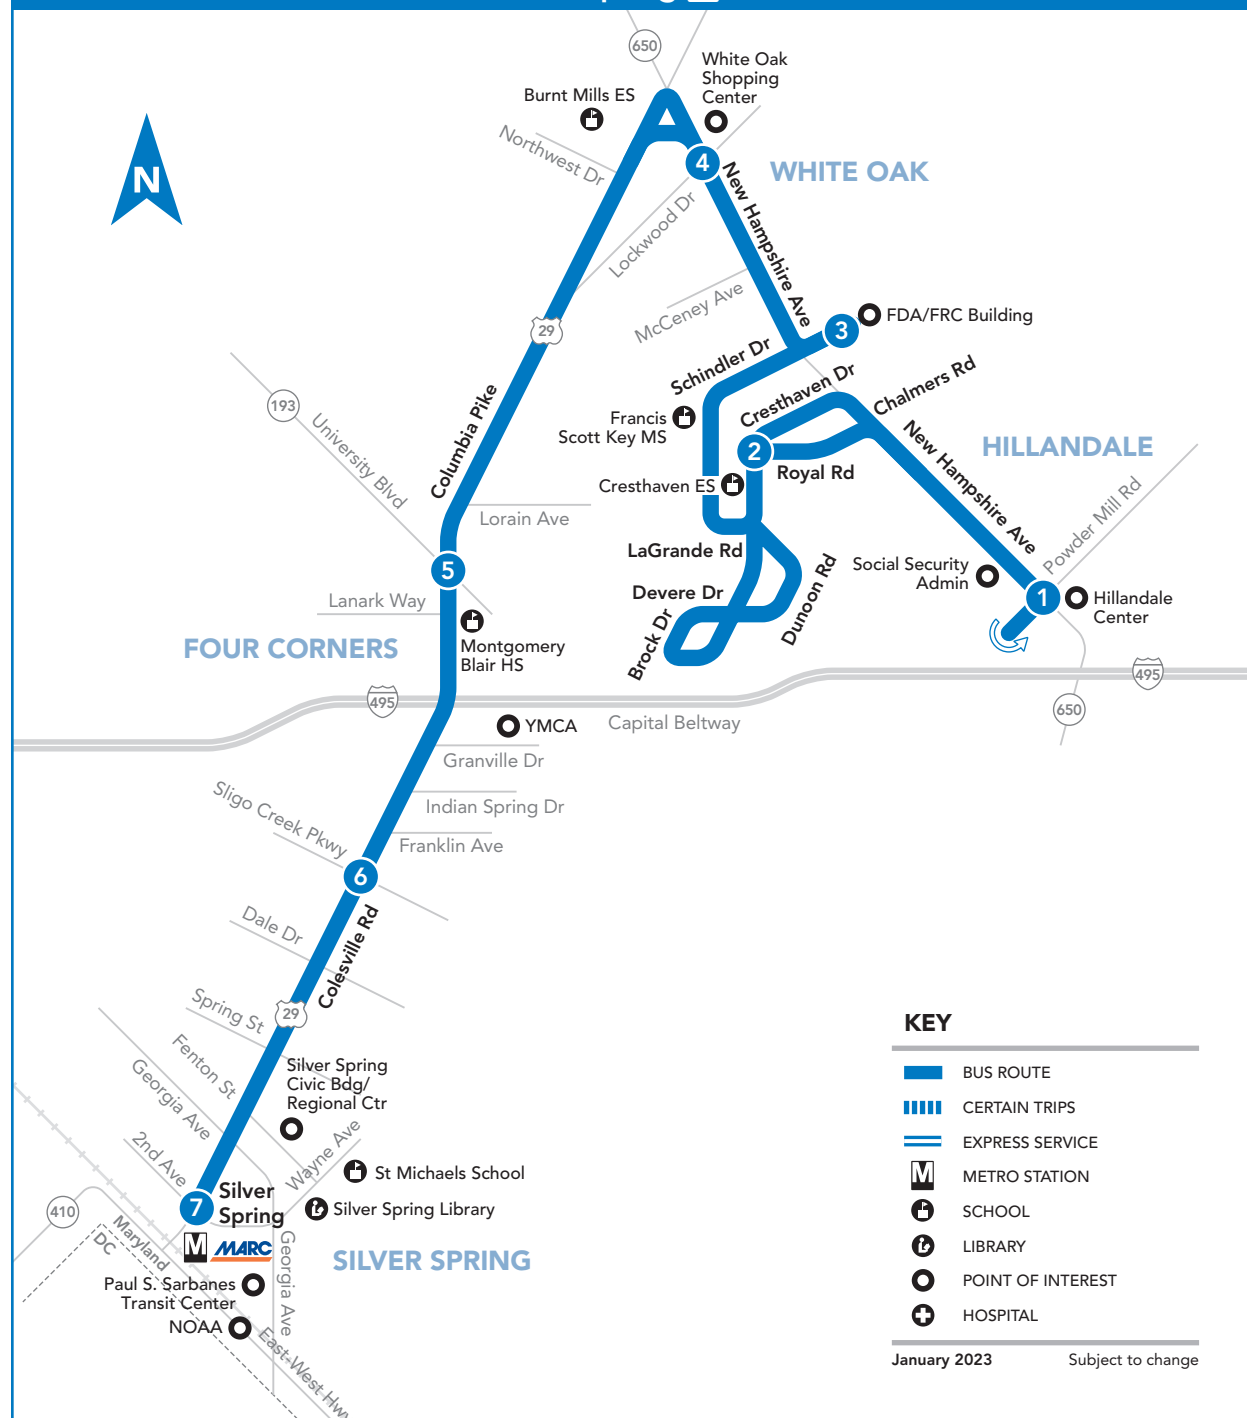 650
White Oak
Shopping
Center
Burnt Mills ES
Northwest Dr
N
4
WHITE OAK
New Hampshire Ave
Lockwood Dr
McCeney Ave
29
3
FDA/FRC Building
Schindler Dr
Cresthaven Dr
Chalmers Rd
193
University Blvd
Columbia Pike
Francis
Scott Key MS
2
Royal Rd
New Hampshire Ave
HILLANDALE
Cresthaven ES
Powder Mill Rd
Lorain Ave
LaGrande Rd
5
Social Security
Admin
Devere Dr
Dunoon Rd
1
Hillandale
Center
Lanark Way
Brock Dr
FOUR CORNERS
Montgomery
Blair HS
495
495
650
YMCA
Capital Beltway
Granville Dr
Sligo Creek Pkwy
Indian Spring Dr
Franklin Ave
6
Dale Dr
Colesville Rd
Spring St
29
Fenton St
Georgia Ave
Silver Spring
Civic Bdg/
Regional Ctr
2nd Ave
Wayne Ave
St Michaels School
7
Silver
Spring
Silver Spring Library
410
Maryland
DC
M
MARC
Georgia Ave
SILVER SPRING
Paul S. Sarbanes
Transit Center
NOAA
East-West Hwy
KEY
BUS ROUTE
CERTAIN TRIPS
EXPRESS SERVICE
M
METRO STATION
SCHOOL
LIBRARY
POINT OF INTEREST
HOSPITAL
January 2023
Subject to change